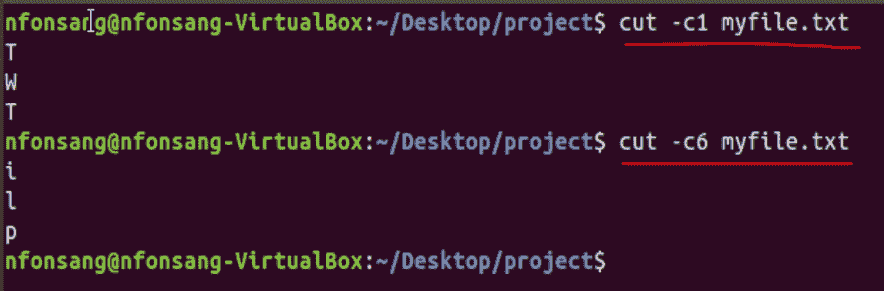 nfonsang@nfonsang-VirtualBox:~/Desktop/project$ cut -c1 myfile.txt
T
W
T
nfonsang@nfonsang-VirtualBox:~/Desktop/project$ cut -c6 myfile.txt
i
l
p
nfonsang@nfonsang-VirtualBox:~/Desktop/project$